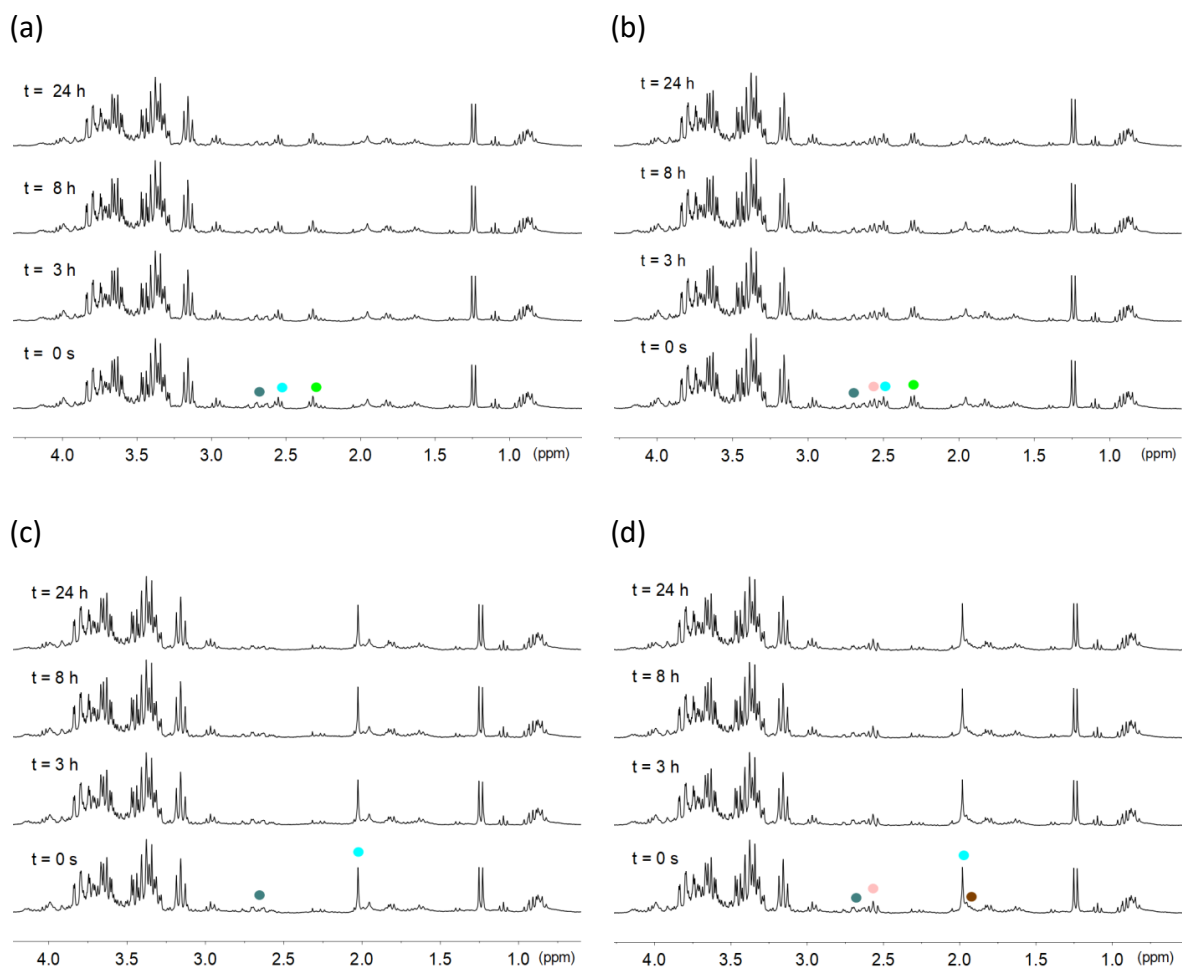 (a)
t = 24 h
t = 8 h
t = 3 h
t = 0 s
4.0 3.5 3.0 2.5 2.0 1.5 1.0 (ppm)
(b)
t = 24 h
t = 8 h
t = 3 h
t = 0 s
4.0 3.5 3.0 2.5 2.0 1.5 1.0 (ppm)
(c)
t = 24 h
t = 8 h
t = 3 h
t = 0 s
4.0 3.5 3.0 2.5 2.0 1.5 1.0 (ppm)
(d)
t = 24 h
t = 8 h
t = 3 h
t = 0 s
4.0 3.5 3.0 2.5 2.0 1.5 1.0 (ppm)